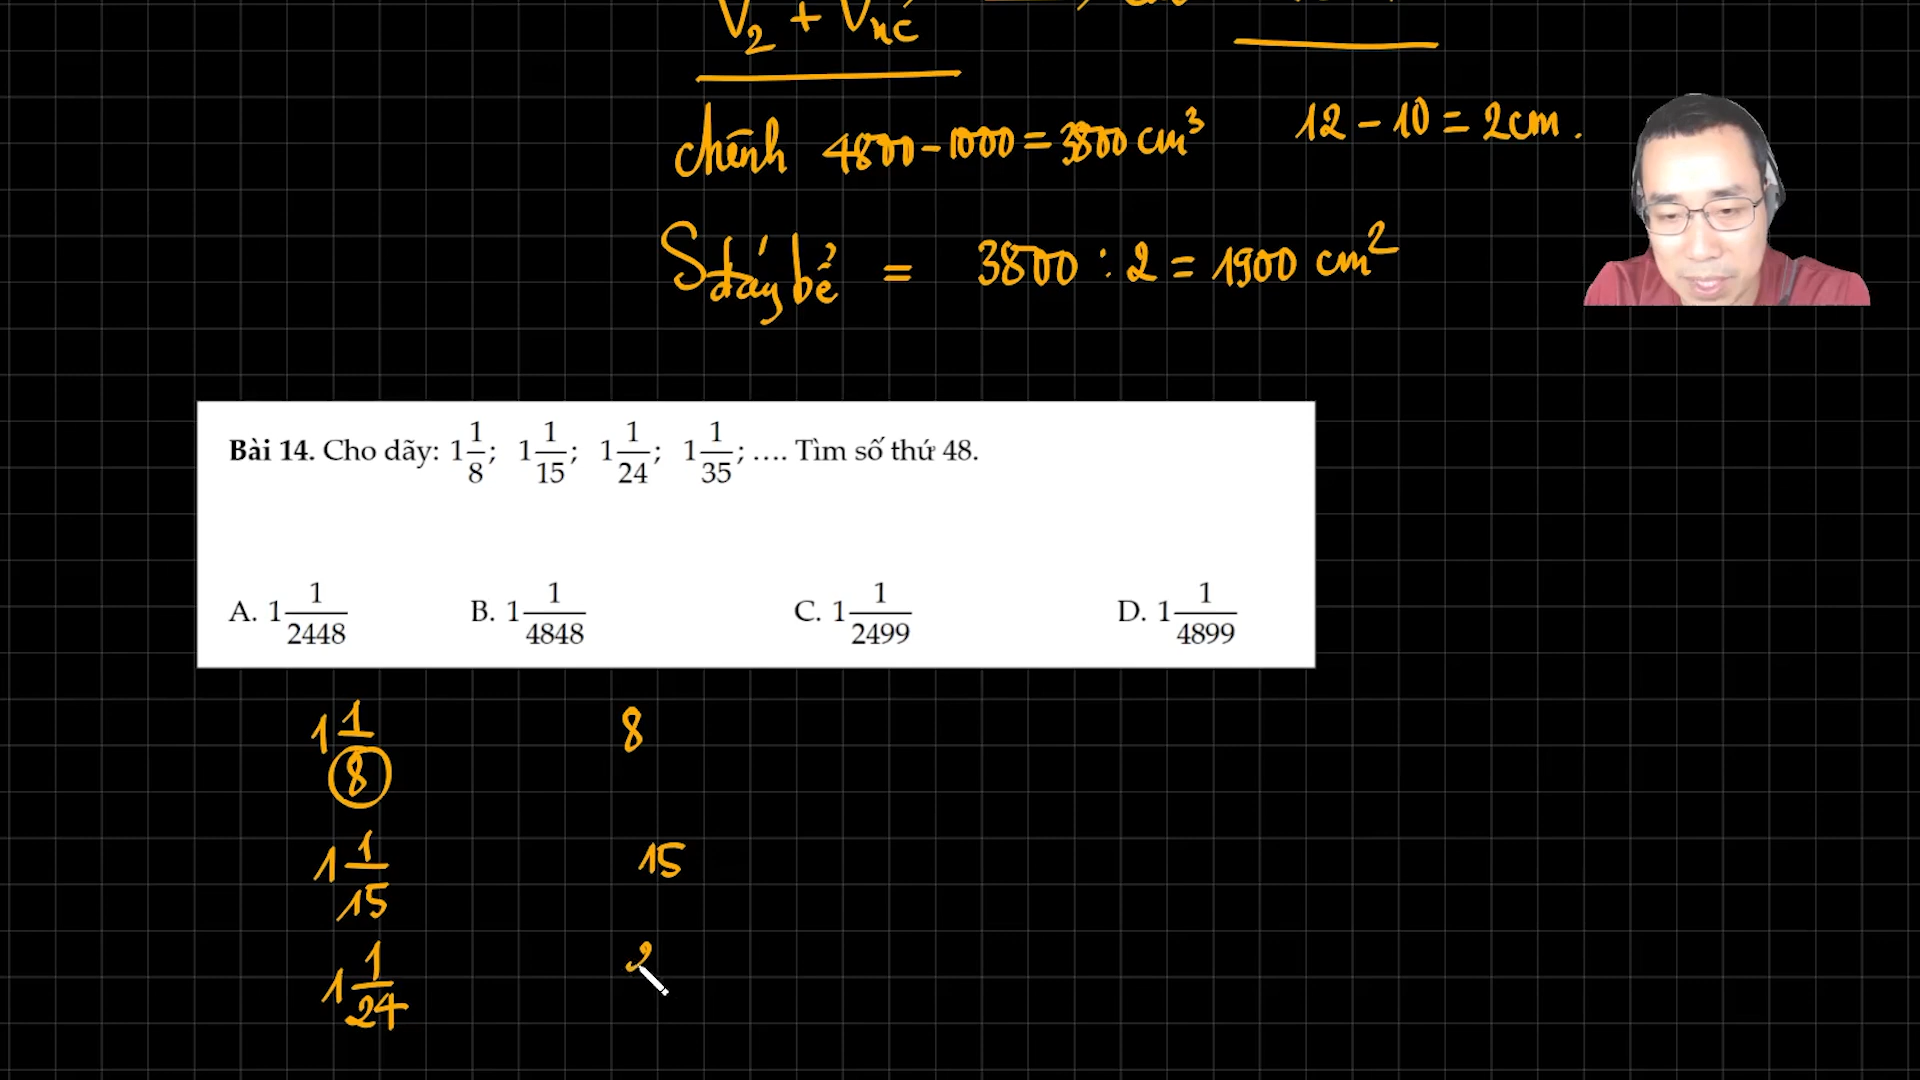 V₂ + Vnc
chênh 4800 - 1000 = 3800 cm³ 12 - 10 = 2cm.
Sđáy bể = 3800 : 2 = 1900 cm²
Bài 14. Cho dãy: 1 1/8; 1 1/15; 1 1/24; 1 1/35; .... Tìm số thứ 48.
A. 1 1/2448 B. 1 1/4848 C. 1 1/2499 D. 1 1/4899
1 1/8 8
1 1/15 15
1 1/24 2